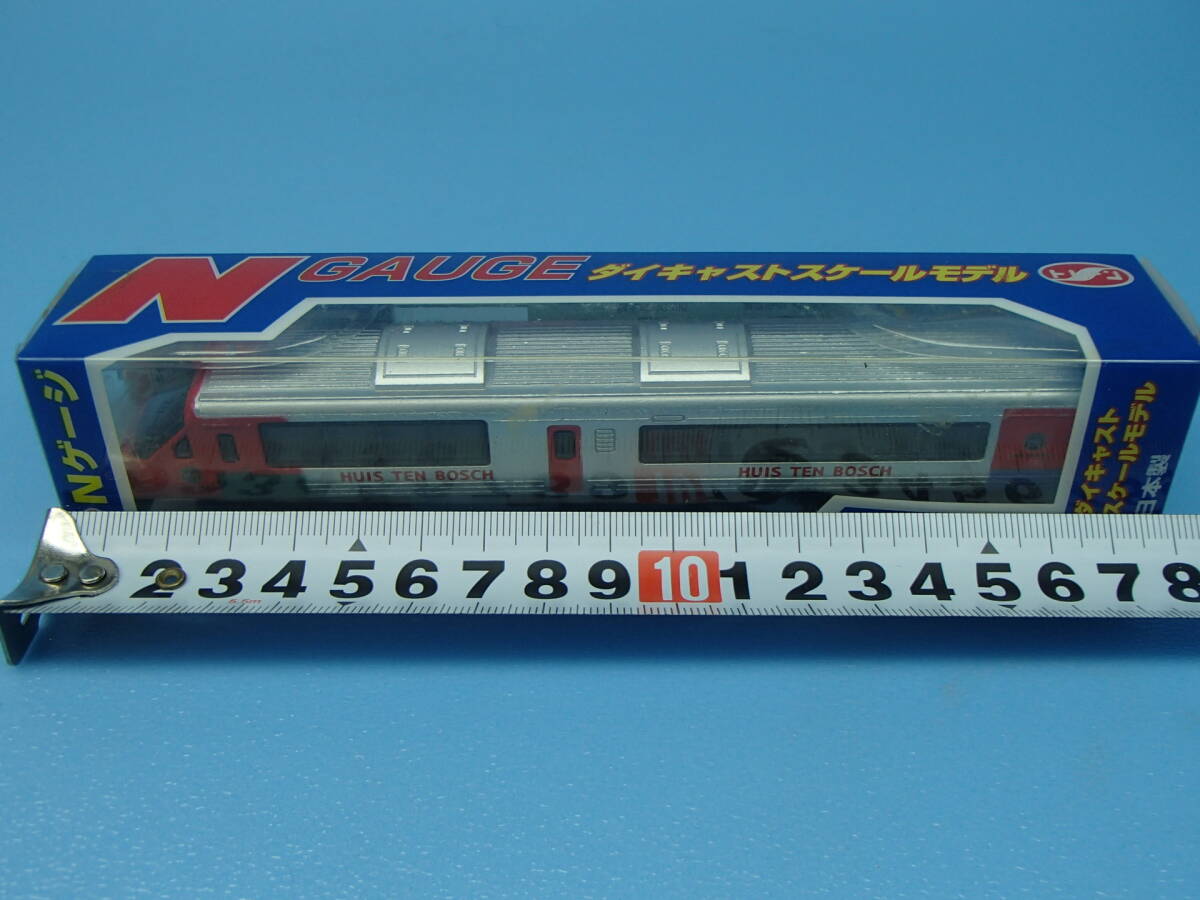 N GAUGE ダイキャストスケールモデル
Nゲージ
HUIS TEN BOSCH HUIS TEN BOSCH
ダイキャスト
スケールモデル
日本製
2 3 4 5 6 7 8 9 10 1 2 3 4 5 6 7 8
5.5m